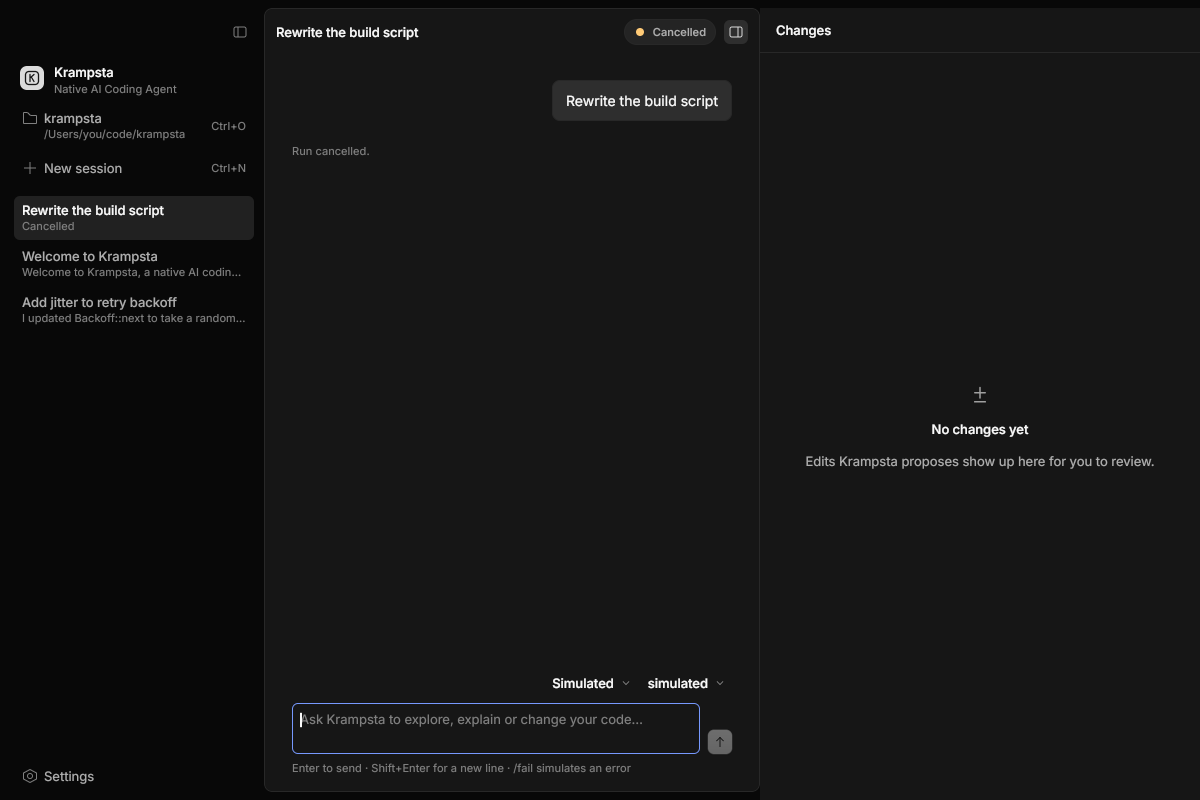 Krampsta
Native AI Coding Agent
krampsta
/Users/you/code/krampsta
Ctrl+O
New session
Ctrl+N
Rewrite the build script
Cancelled
Welcome to Krampsta
Welcome to Krampsta, a native AI codin...
Add jitter to retry backoff
I updated Backoff::next to take a random...
Settings
Rewrite the build script
Cancelled
Rewrite the build script
Run cancelled.
Simulated
simulated
Ask Krampsta to explore, explain or change your code...
Enter to send · Shift+Enter for a new line · /fail simulates an error
Changes
No changes yet
Edits Krampsta proposes show up here for you to review.